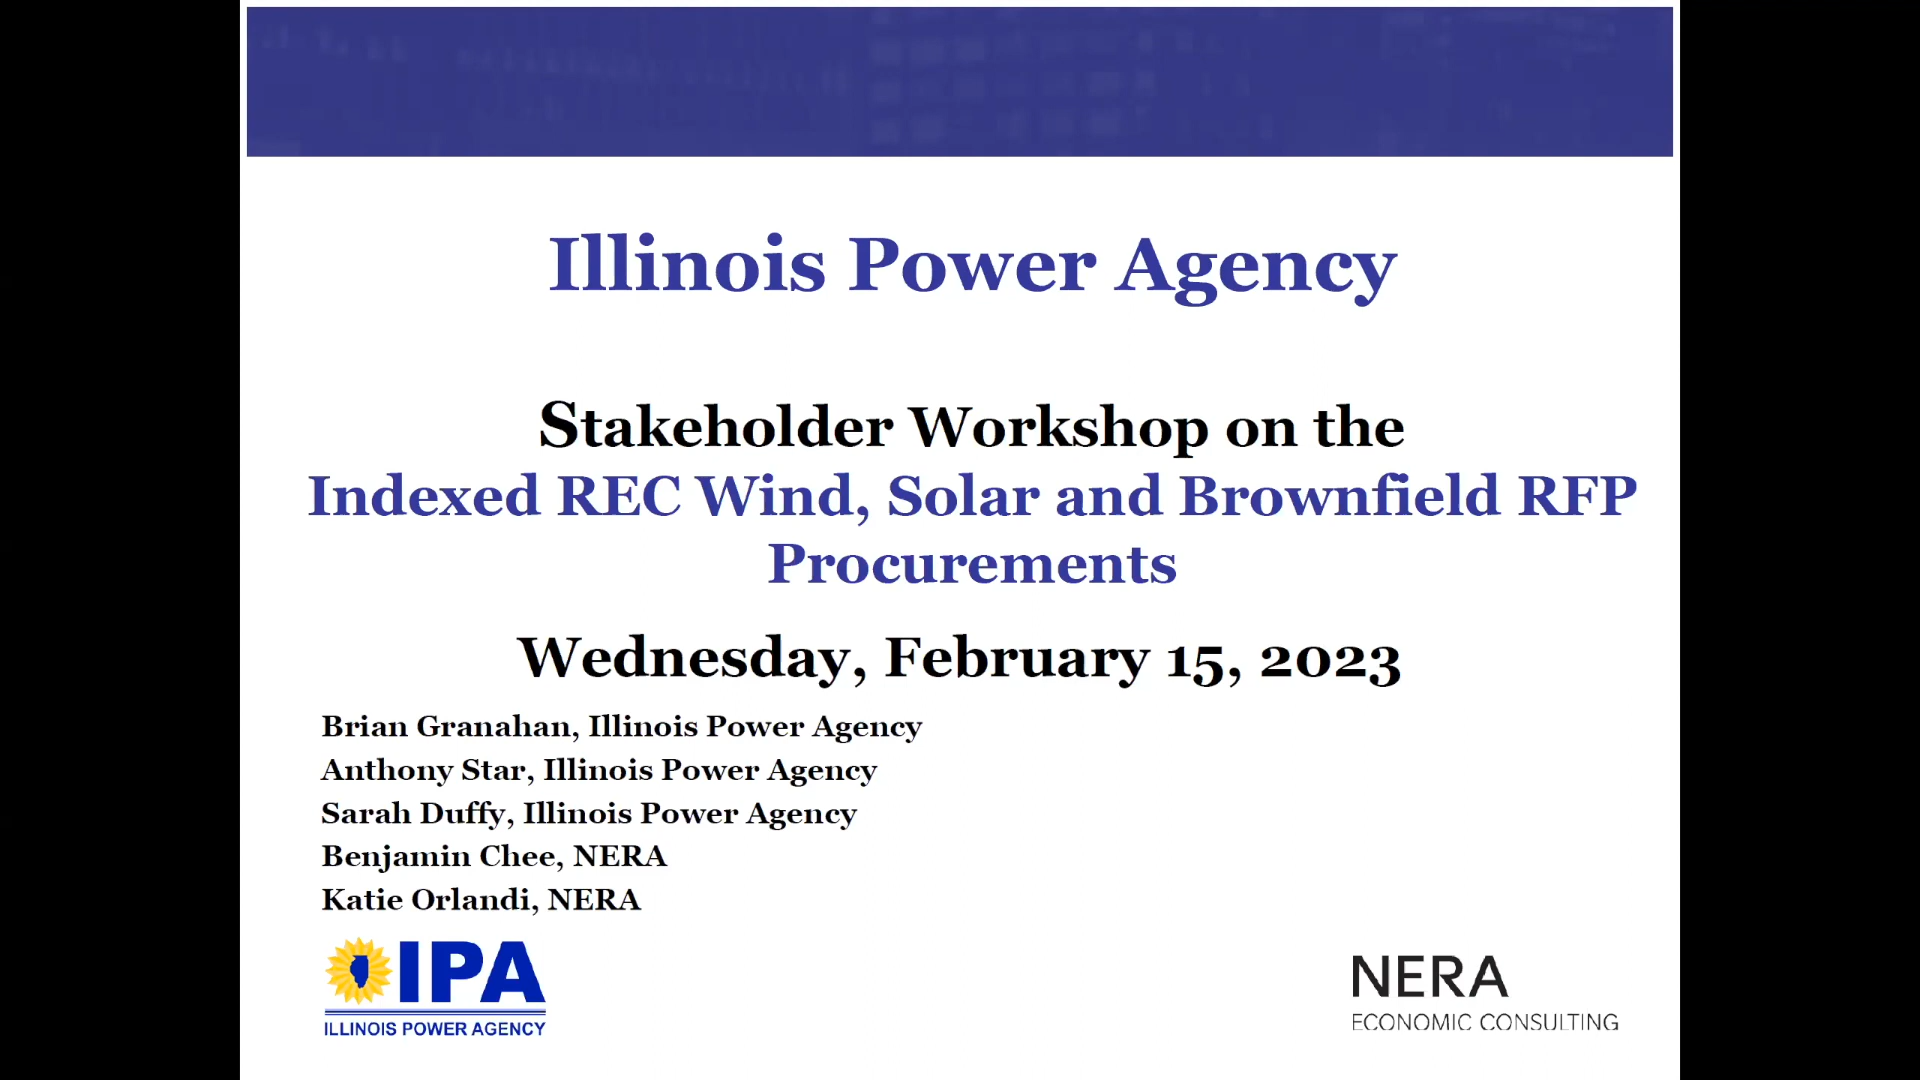 Illinois Power Agency
Stakeholder Workshop on the
Indexed REC Wind, Solar and Brownfield RFP
Procurements
Wednesday, February 15, 2023
Brian Granahan, Illinois Power Agency
Anthony Star, Illinois Power Agency
Sarah Duffy, Illinois Power Agency
Benjamin Chee, NERA
Katie Orlandi, NERA
IPA
ILLINOIS POWER AGENCY
NERA
ECONOMIC CONSULTING